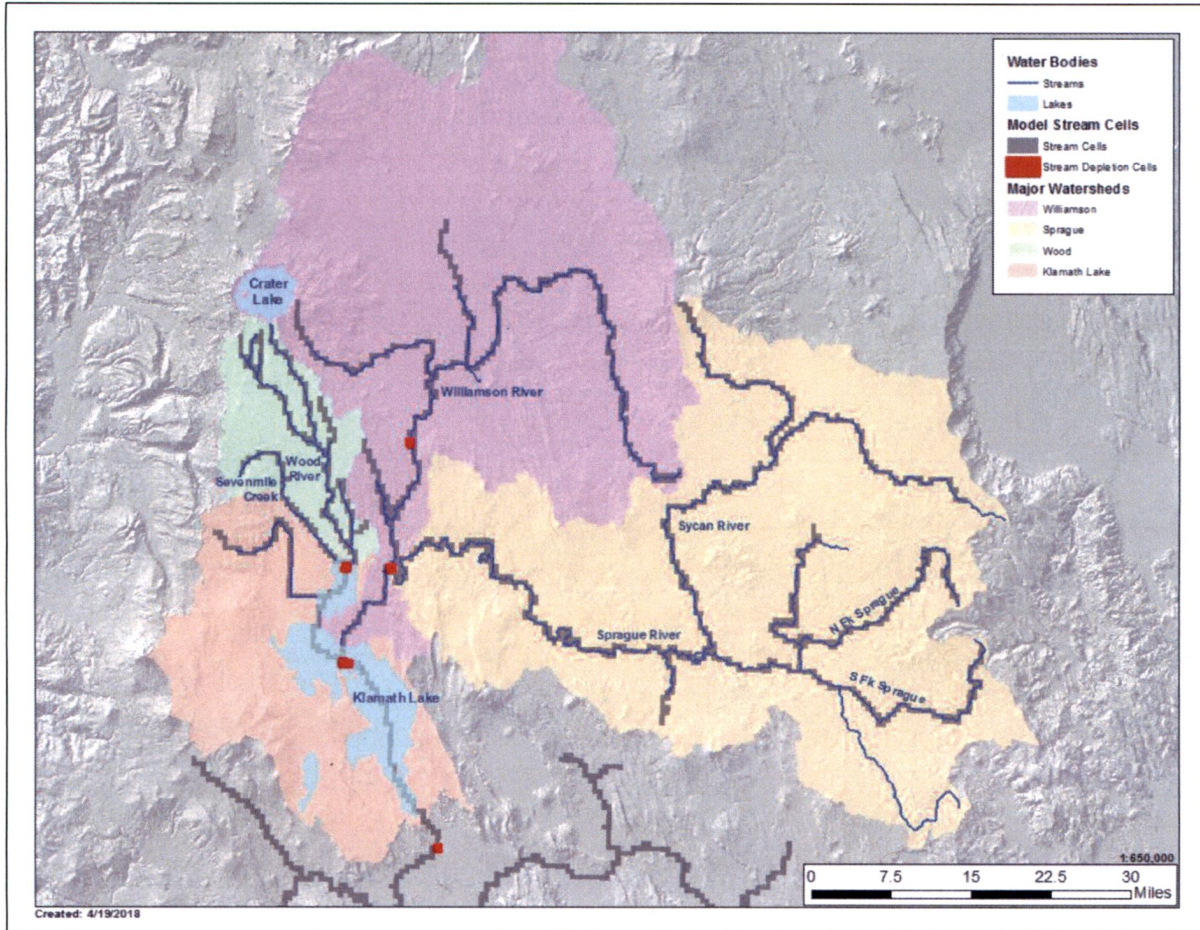 Water Bodies
Streams
Lakes
Model Stream Cells
Stream Cells
Stream Depletion Cells
Major Watersheds
Williamson
Sprague
Wood
Klamath Lake
Crater
Lake
Williamson River
Wood
River
Sevenmile
Creek
Sycan River
N Fk Sprague
Sprague River
S Fk Sprague
Klamath Lake
1:650,000
0 7.5 15 22.5 30
Miles
Created: 4/19/2018